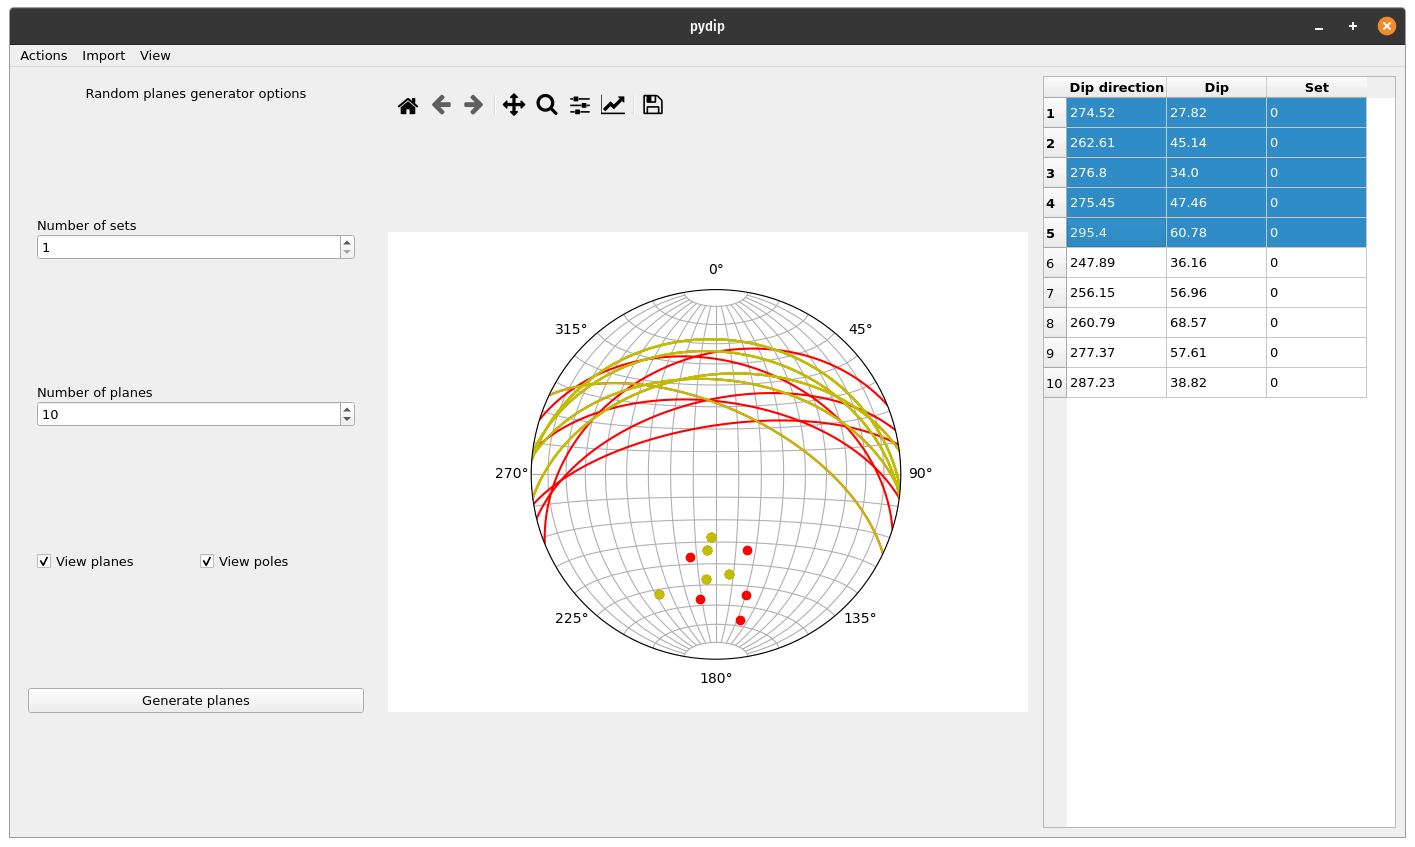 pydip
Actions Import View
Random planes generator options
Number of sets
1
Number of planes
10
View planes View poles
Generate planes
0°
315° 45°
270° 90°
225° 135°
180°
Dip direction Dip Set
1 274.52 27.82 0
2 262.61 45.14 0
3 276.8 34.0 0
4 275.45 47.46 0
5 295.4 60.78 0
6 247.89 36.16 0
7 256.15 56.96 0
8 260.79 68.57 0
9 277.37 57.61 0
10 287.23 38.82 0